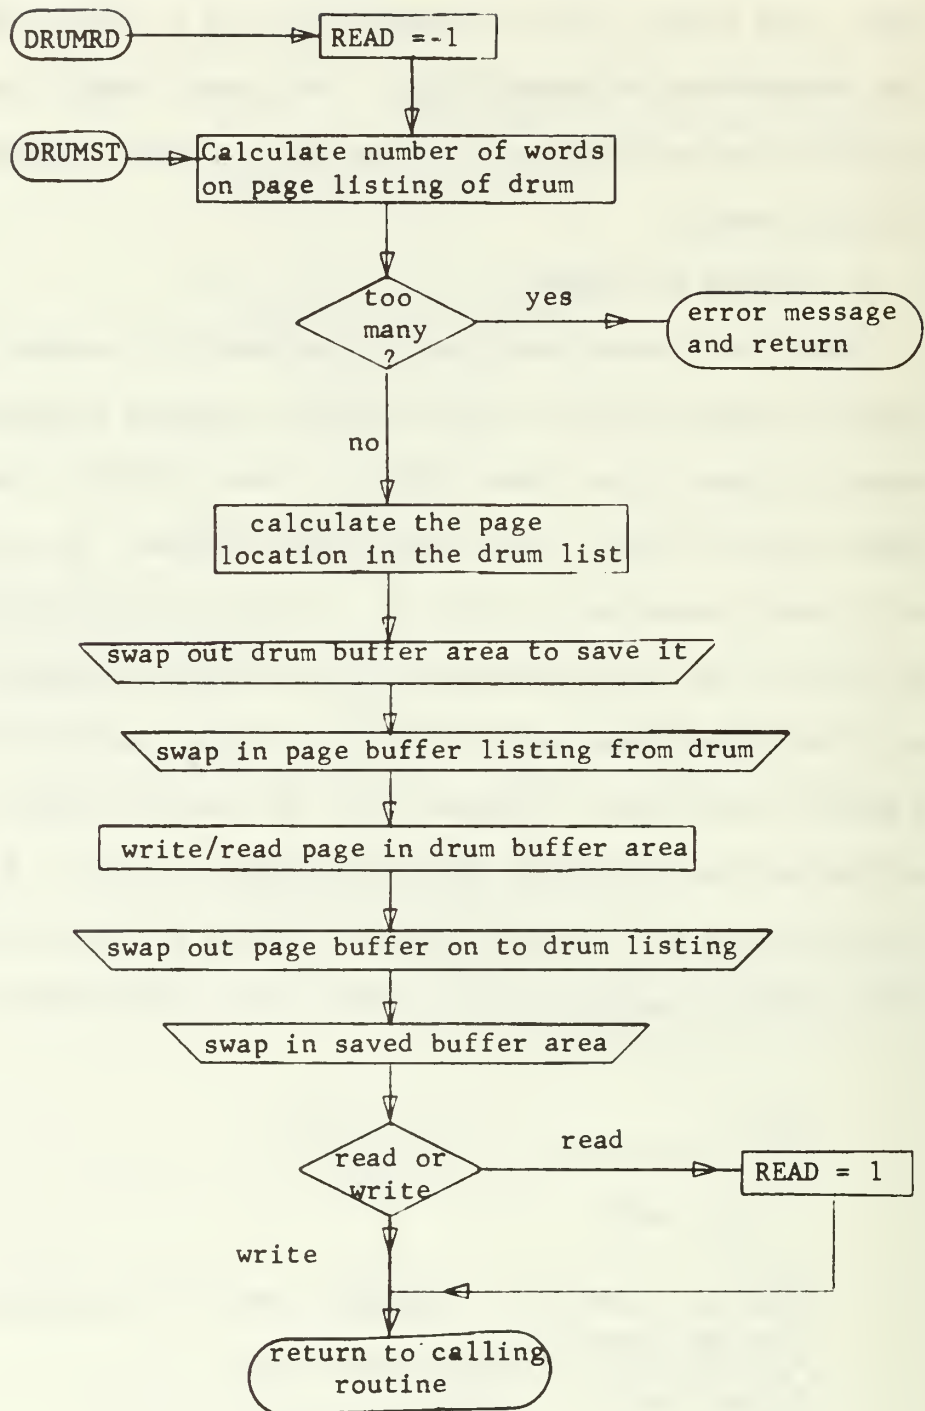 DRUMRD
READ =-1
DRUMST
Calculate number of words
on page listing of drum
too
many
?
yes
error message
and return
no
calculate the page
location in the drum list
swap out drum buffer area to save it
swap in page buffer listing from drum
write/read page in drum buffer area
swap out page buffer on to drum listing
swap in saved buffer area
read or
write
read
READ = 1
write
return to calling
routine